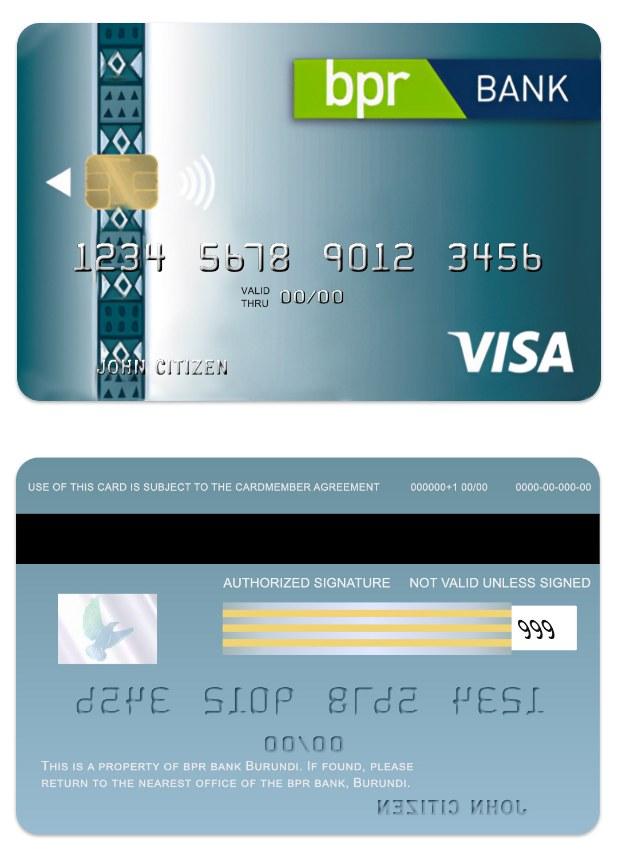 bpr BANK
1234 5678 9012 3456
VALID THRU 00/00
JOHN CITIZEN
VISA
USE OF THIS CARD IS SUBJECT TO THE CARDMEMBER AGREEMENT 000000+1 00/00 0000-00-000-00
AUTHORIZED SIGNATURE NOT VALID UNLESS SIGNED
999
1234 5678 9012 3456
00/00
THIS IS A PROPERTY OF BPR BANK BURUNDI. IF FOUND, PLEASE
RETURN TO THE NEAREST OFFICE OF THE BPR BANK, BURUNDI.
JOHN CITIZEN